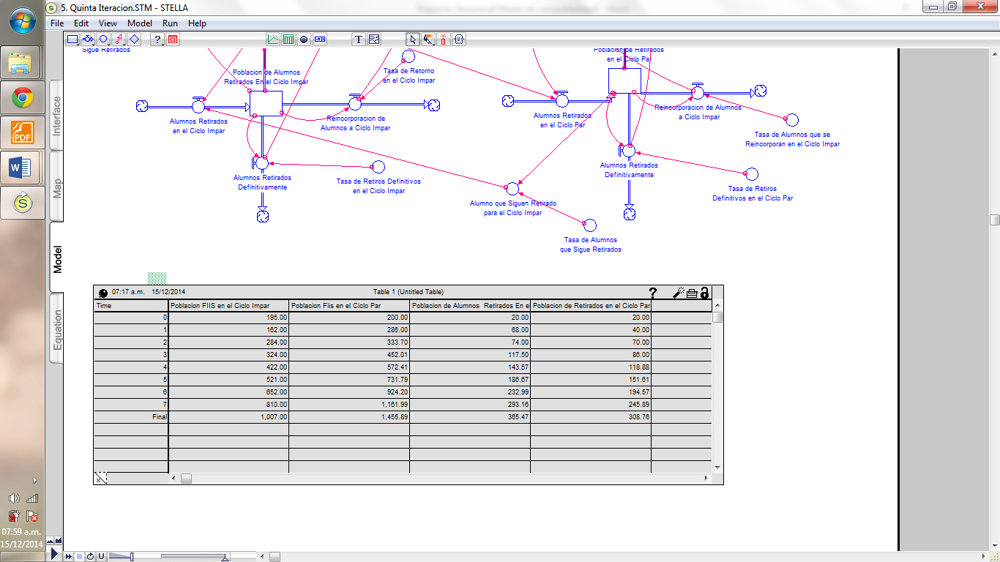 5. Quinta Iteracion.STM - STELLA
File Edit View Model Run Help
Interface
Map
Model
Equation
Sigue Retirados
Poblacion de Alumnos
Retirados En el Ciclo Impar
Tasa de Retorno
en el Ciclo Impar
Poblacion de Retirados
en el Ciclo Par
Alumnos Retirados
en el Ciclo Impar
Reincorporacion de
Alumnos a Ciclo Impar
Alumnos Retirados
en el Ciclo Par
Reincorporacion de Alumnos
a Ciclo Impar
Tasa de Alumnos que se
Reincorporan en el Ciclo Impar
Alumnos Retirados
Definitivamente
Tasa de Retiros Definitivos
en el Ciclo Impar
Alumnos Retirados
Definitivamente
Tasa de Retiros
Definitivos en el Ciclo Par
Alumno que Siguen Retirado
para el Ciclo Impar
Tasa de Alumnos
que Sigue Retirados
07:17 a.m. 15/12/2014 Table 1 (Untitled Table)
Time Poblacion FIIS en el Ciclo Impar Poblacion Fiis en el Ciclo Par Poblacion de Alumnos Retirados En e Poblacion de Retirados en el Ciclo Par
0 195.00 200.00 20.00 20.00
1 162.00 286.00 68.00 40.00
2 284.00 333.70 74.00 70.00
3 324.00 452.01 117.50 86.00
4 422.00 572.41 143.57 118.88
5 521.00 731.79 186.67 151.61
6 652.00 924.20 232.99 194.57
7 810.00 1,161.99 293.16 245.89
Final 1,007.00 1,455.89 365.47 308.76
PDF
07:59 a.m.
15/12/2014